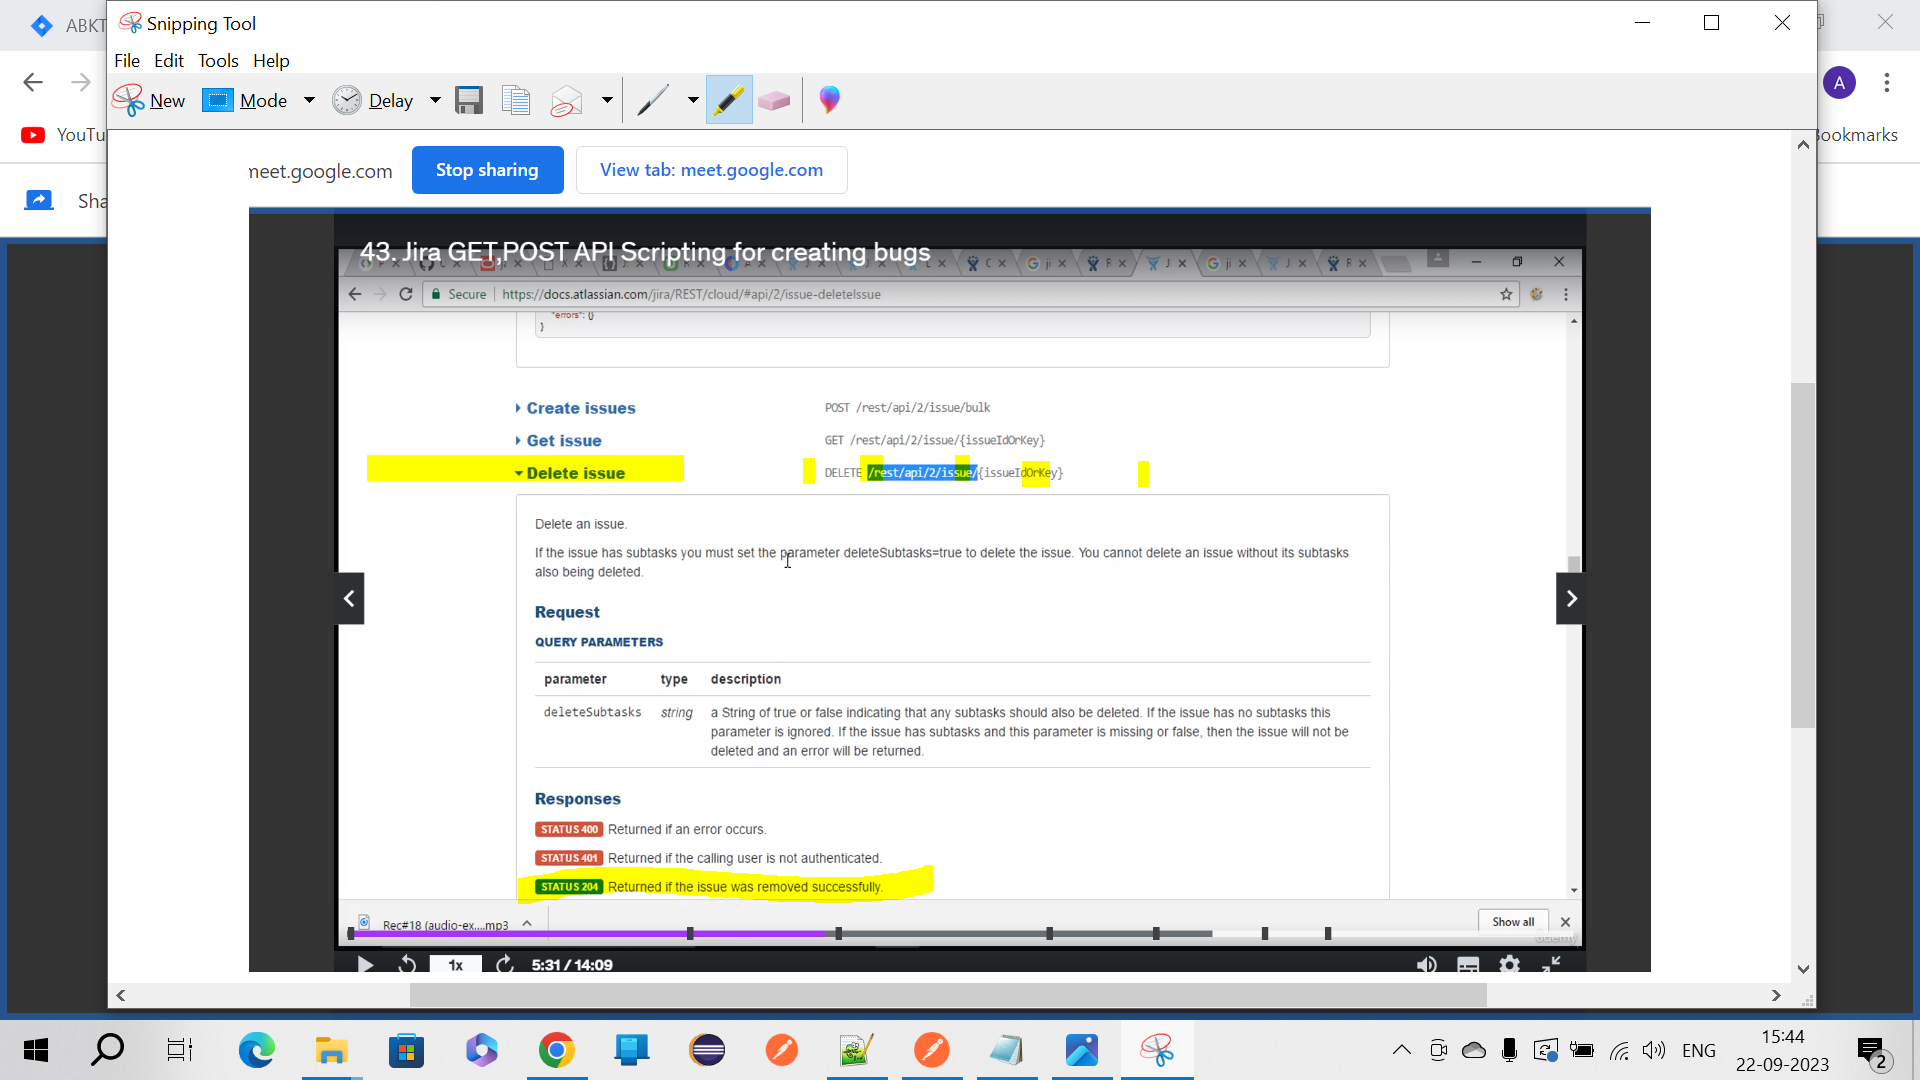 ABKT
Snipping Tool
File Edit Tools Help
New Mode Delay
A
YouTu
ookmarks
Sha
meet.google.com Stop sharing View tab: meet.google.com
43. Jira GET,POST API Scripting for creating bugs
Secure https://docs.atlassian.com/jira/REST/cloud/#api/2/issue-deleteIssue
"errors": {}
}
Create issues POST /rest/api/2/issue/bulk
Get issue GET /rest/api/2/issue/{issueIdOrKey}
Delete issue DELETE /rest/api/2/issue/{issueIdOrKey}
Delete an issue.
If the issue has subtasks you must set the parameter deleteSubtasks=true to delete the issue. You cannot delete an issue without its subtasks
also being deleted.
Request
QUERY PARAMETERS
parameter type description
deleteSubtasks string a String of true or false indicating that any subtasks should also be deleted. If the issue has no subtasks this
parameter is ignored. If the issue has subtasks and this parameter is missing or false, then the issue will not be
deleted and an error will be returned.
Responses
STATUS 400 Returned if an error occurs.
STATUS 401 Returned if the calling user is not authenticated.
STATUS 204 Returned if the issue was removed successfully.
Rec#18 (audio-ex....mp3 Show all
udemy
1x 5:31 / 14:09
ENG 15:44
22-09-2023
2